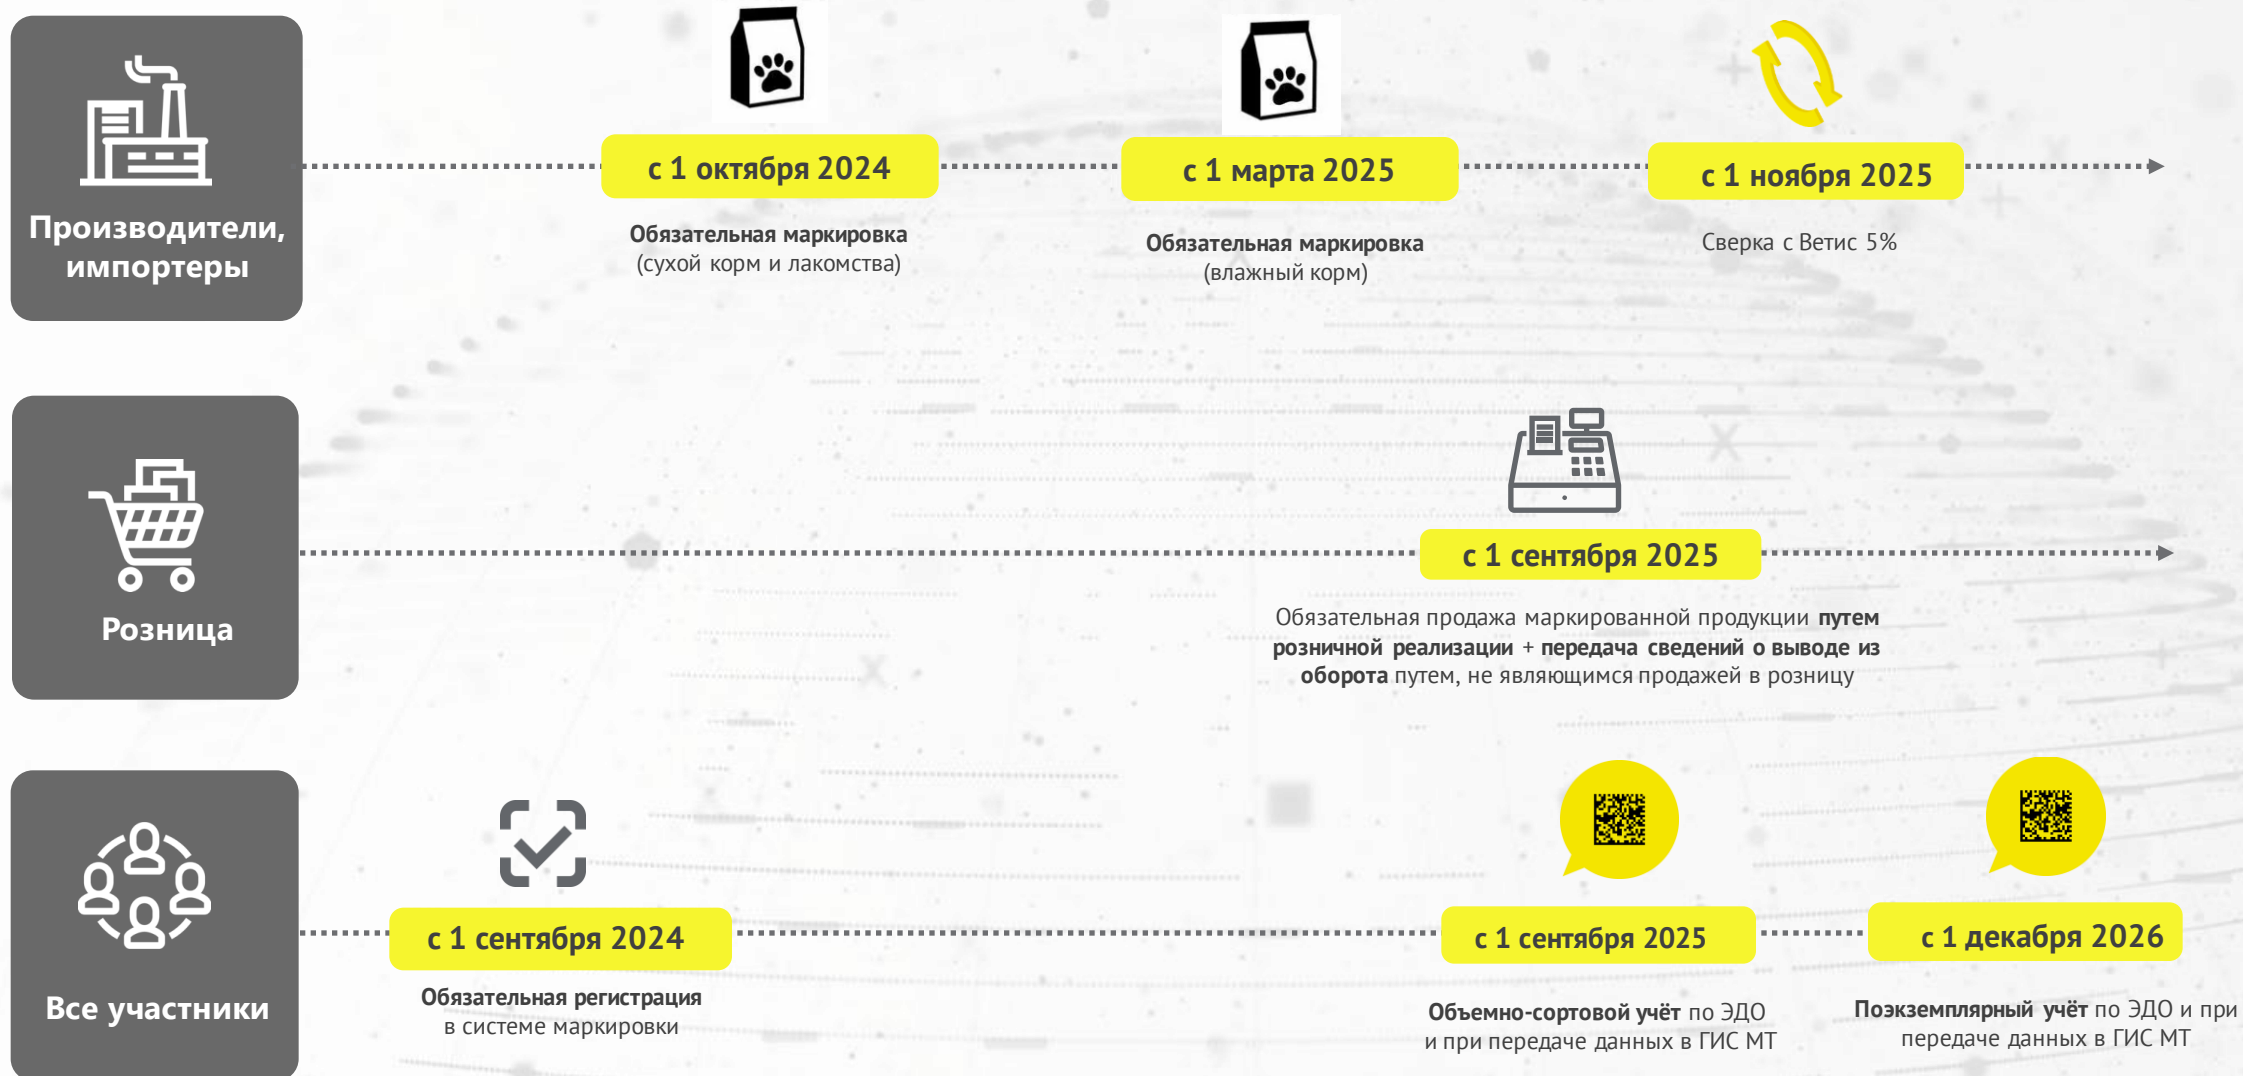 Производители,
импортеры
с 1 октября 2024
Обязательная маркировка
(сухой корм и лакомства)
с 1 марта 2025
Обязательная маркировка
(влажный корм)
с 1 ноября 2025
Сверка с Ветис 5%
Розница
с 1 сентября 2025
Обязательная продажа маркированной продукции путем
розничной реализации + передача сведений о выводе из
оборота путем, не являющимся продажей в розницу
Все участники
с 1 сентября 2024
Обязательная регистрация
в системе маркировки
с 1 сентября 2025
Объемно-сортовой учёт по ЭДО
и при передаче данных в ГИС МТ
с 1 декабря 2026
Поэкземплярный учёт по ЭДО и при
передаче данных в ГИС МТ